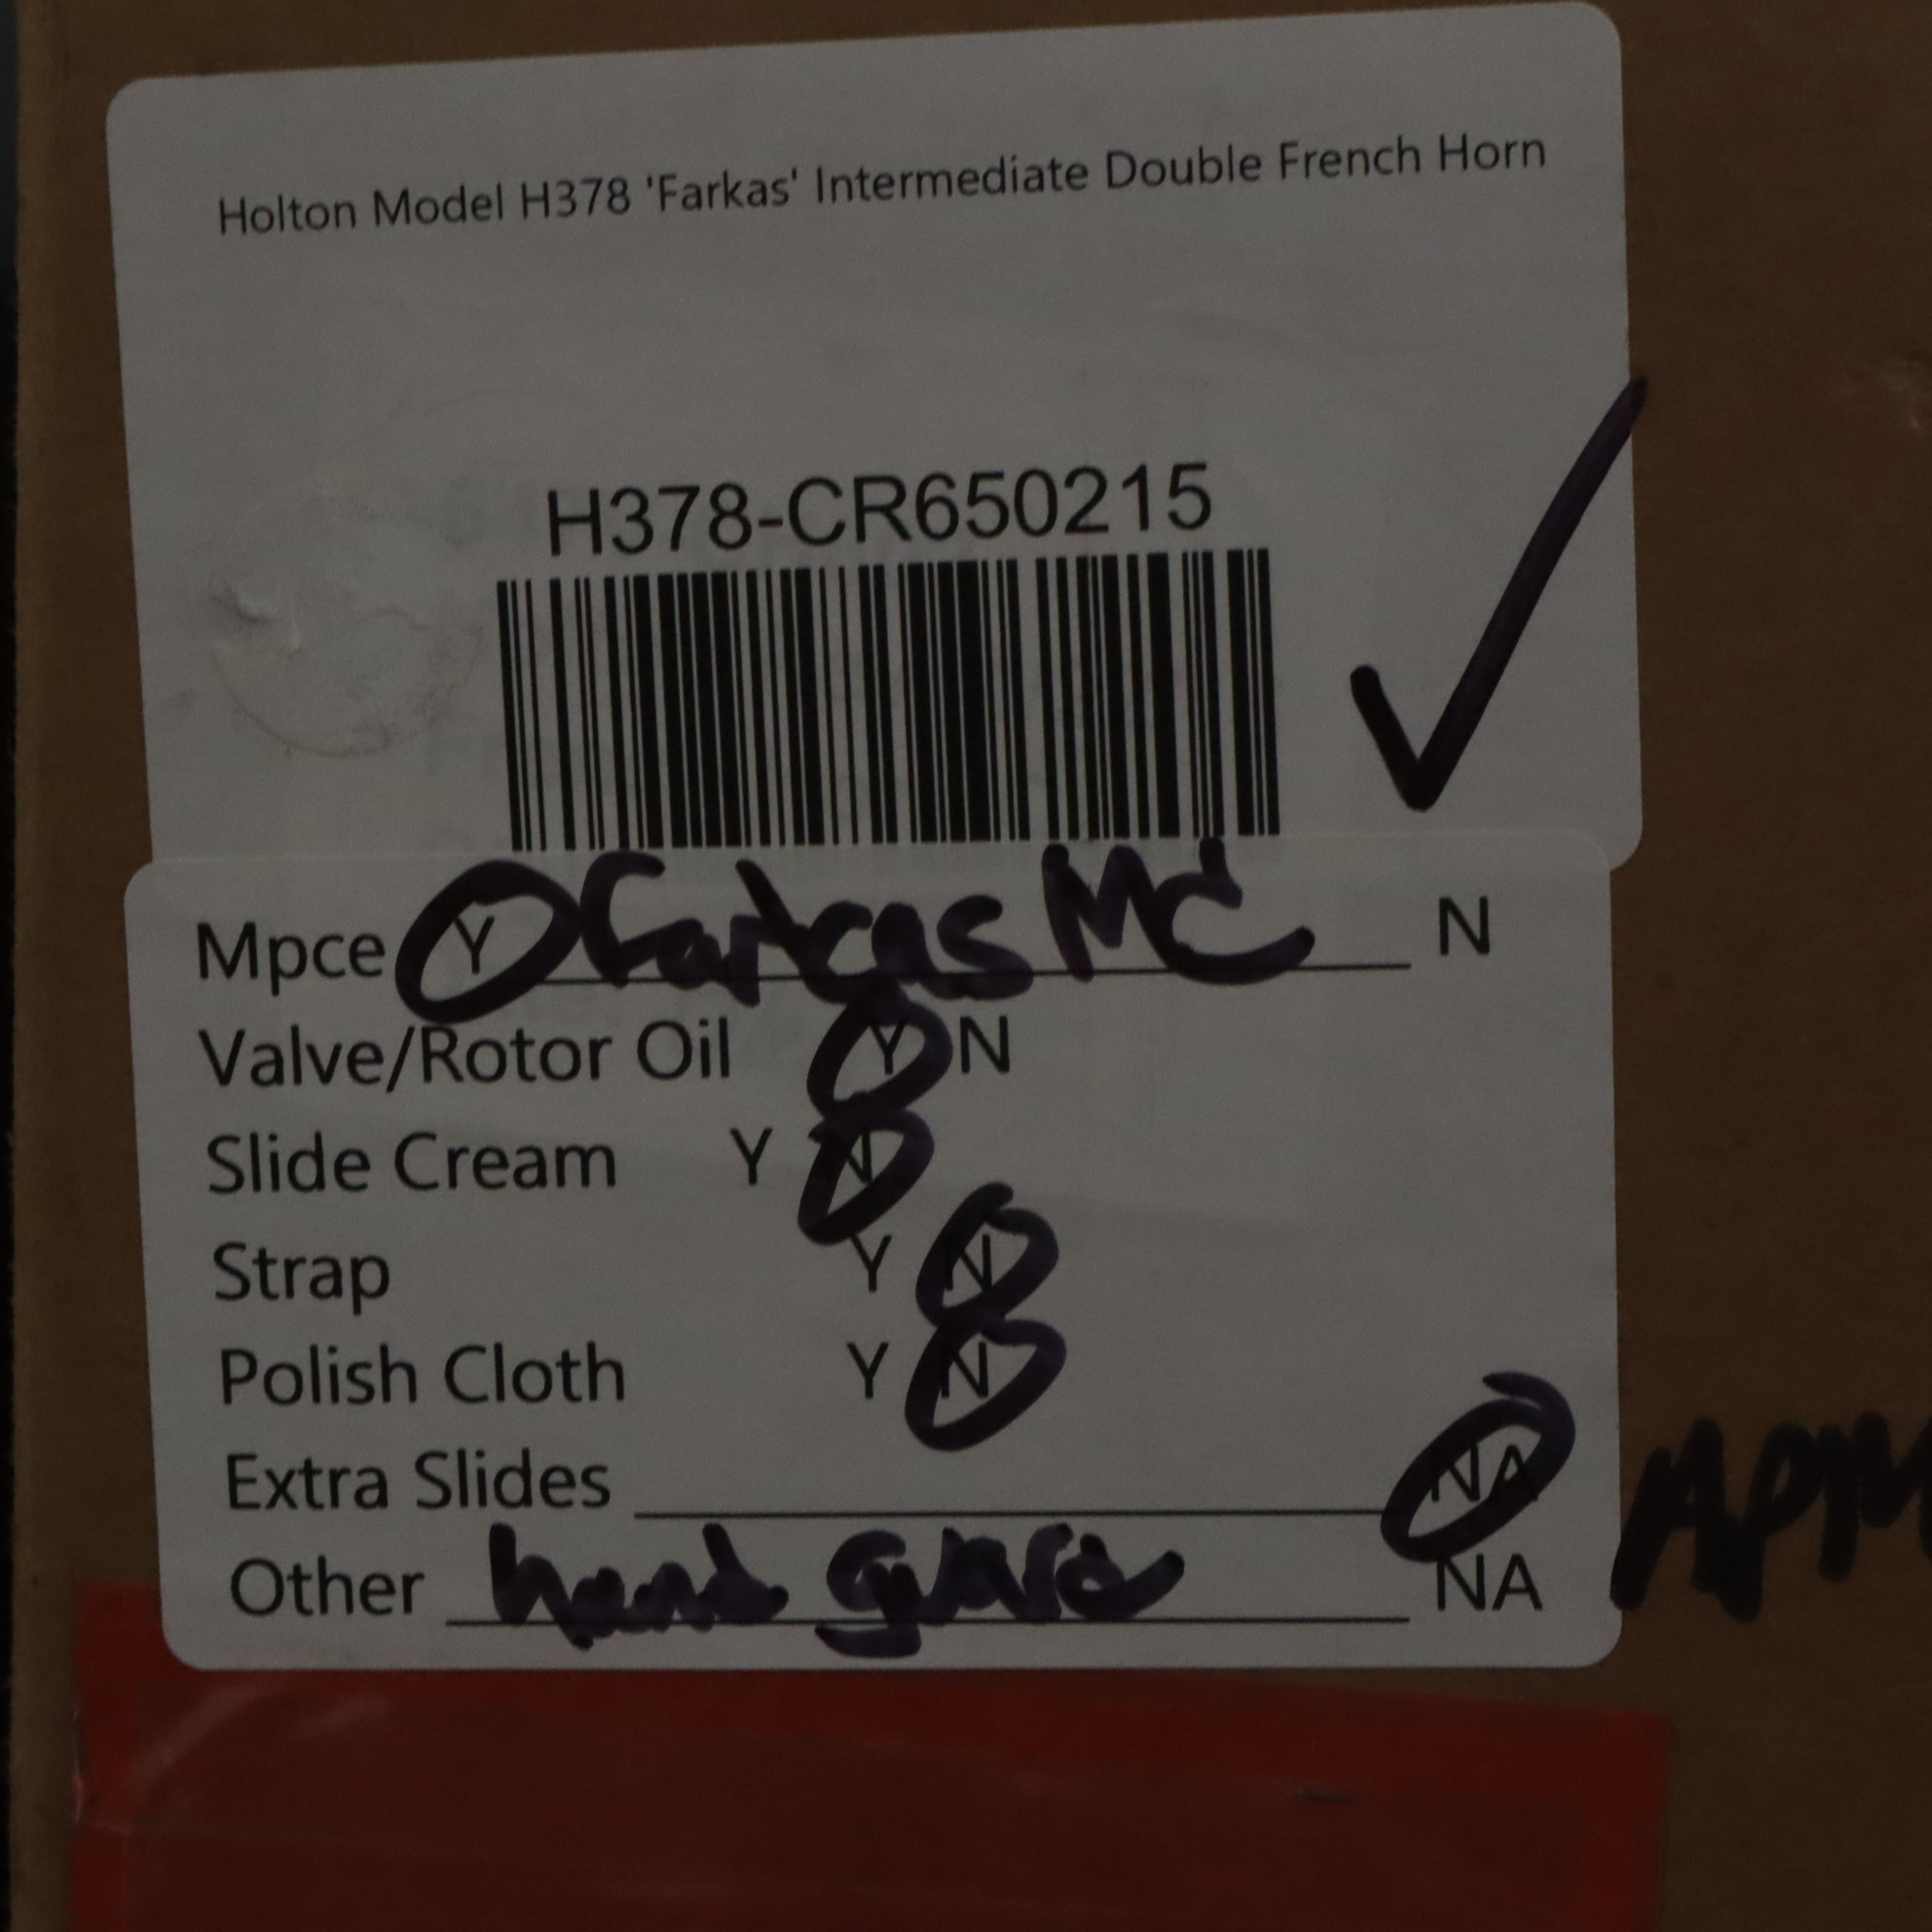 Holton Model H378 'Farkas' Intermediate Double French Horn
H378-CR650215
Mpce Y Farkas MC N
Valve/Rotor Oil Y N
Slide Cream Y N
Strap Y N
Polish Cloth Y N
Extra Slides NA
Other hand guard NA
APM